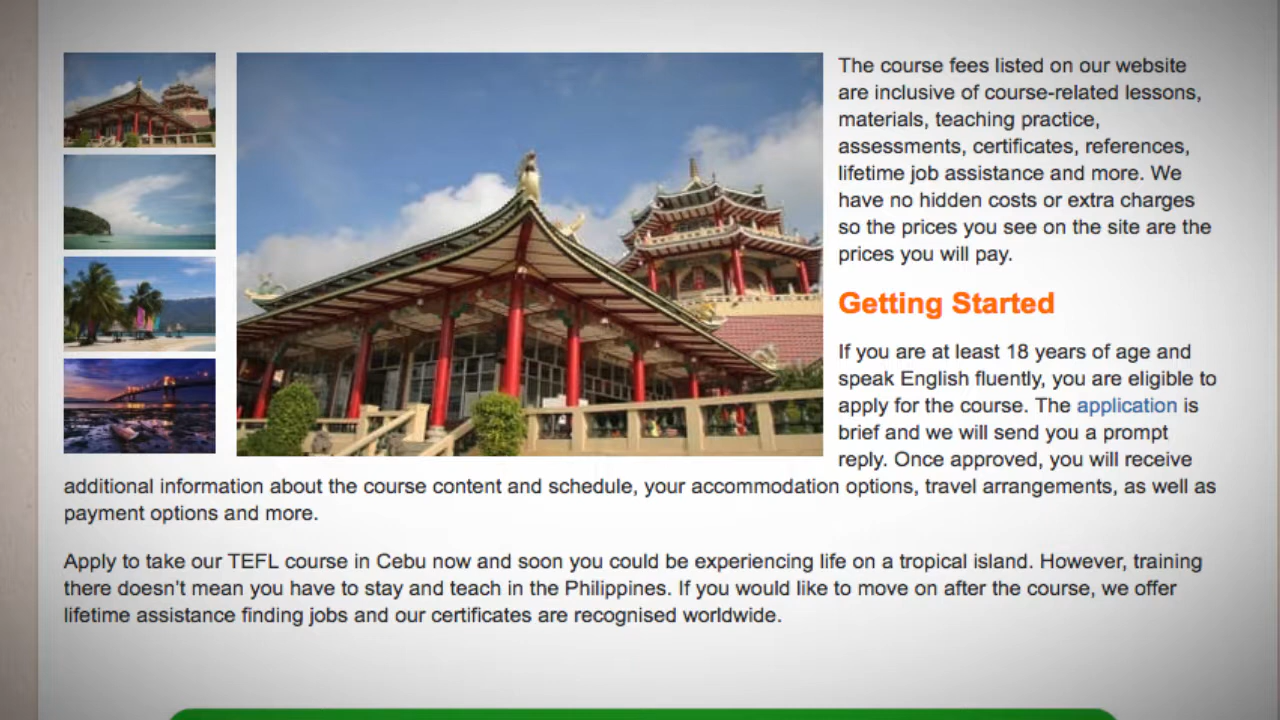 The course fees listed on our website
are inclusive of course-related lessons,
materials, teaching practice,
assessments, certificates, references,
lifetime job assistance and more. We
have no hidden costs or extra charges
so the prices you see on the site are the
prices you will pay.
Getting Started
If you are at least 18 years of age and
speak English fluently, you are eligible to
apply for the course. The application is
brief and we will send you a prompt
reply. Once approved, you will receive
additional information about the course content and schedule, your accommodation options, travel arrangements, as well as
payment options and more.
Apply to take our TEFL course in Cebu now and soon you could be experiencing life on a tropical island. However, training
there doesn't mean you have to stay and teach in the Philippines. If you would like to move on after the course, we offer
lifetime assistance finding jobs and our certificates are recognised worldwide.